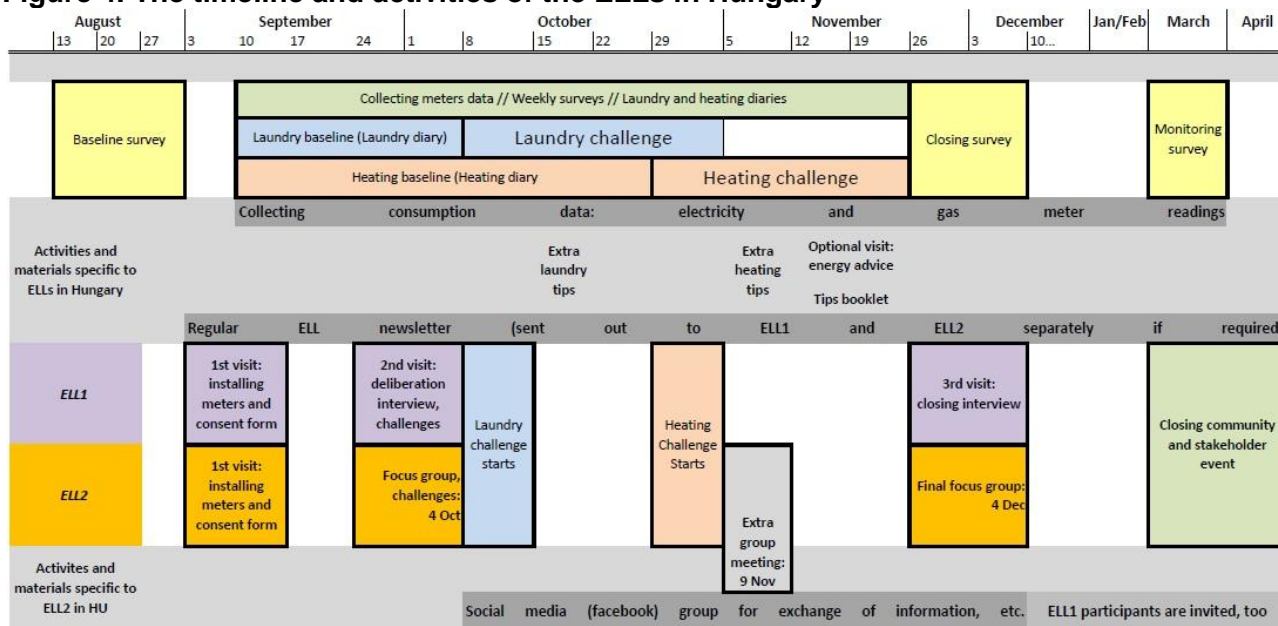 Figure 4: The timeline and activities of the ELLs in Hungary
August September October November December Jan/Feb March April
13 20 27 3 10 17 24 1 8 15 22 29 5 12 19 26 3 10...
Collecting meters data // Weekly surveys // Laundry and heating diaries
Baseline survey
Laundry baseline (Laundry diary)
Laundry challenge
Closing survey
Monitoring
survey
Heating baseline (Heating diary
Heating challenge
Collecting consumption data: electricity and gas meter readings
Activities and
materials specific to
ELLs in Hungary
Extra
laundry
tips
Extra
heating
tips
Optional visit:
energy advice
Tips booklet
Regular ELL newsletter (sent out to ELL1 and ELL2 separately if required
ELL1
1st visit:
installing
meters and
consent form
2nd visit:
deliberation
interview,
challenges
Laundry
challenge
starts
Heating
Challenge
Starts
3rd visit:
closing interview
Closing community
and stakeholder
event
ELL2
1st visit:
installing
meters and
consent form
Focus group,
challenges:
4 Oct
Extra
group
meeting:
9 Nov
Final focus group:
4 Dec
Activites and
materials specific to
ELL2 in HU
Social media (facebook) group for exchange of information, etc. ELL1 participants are invited, too